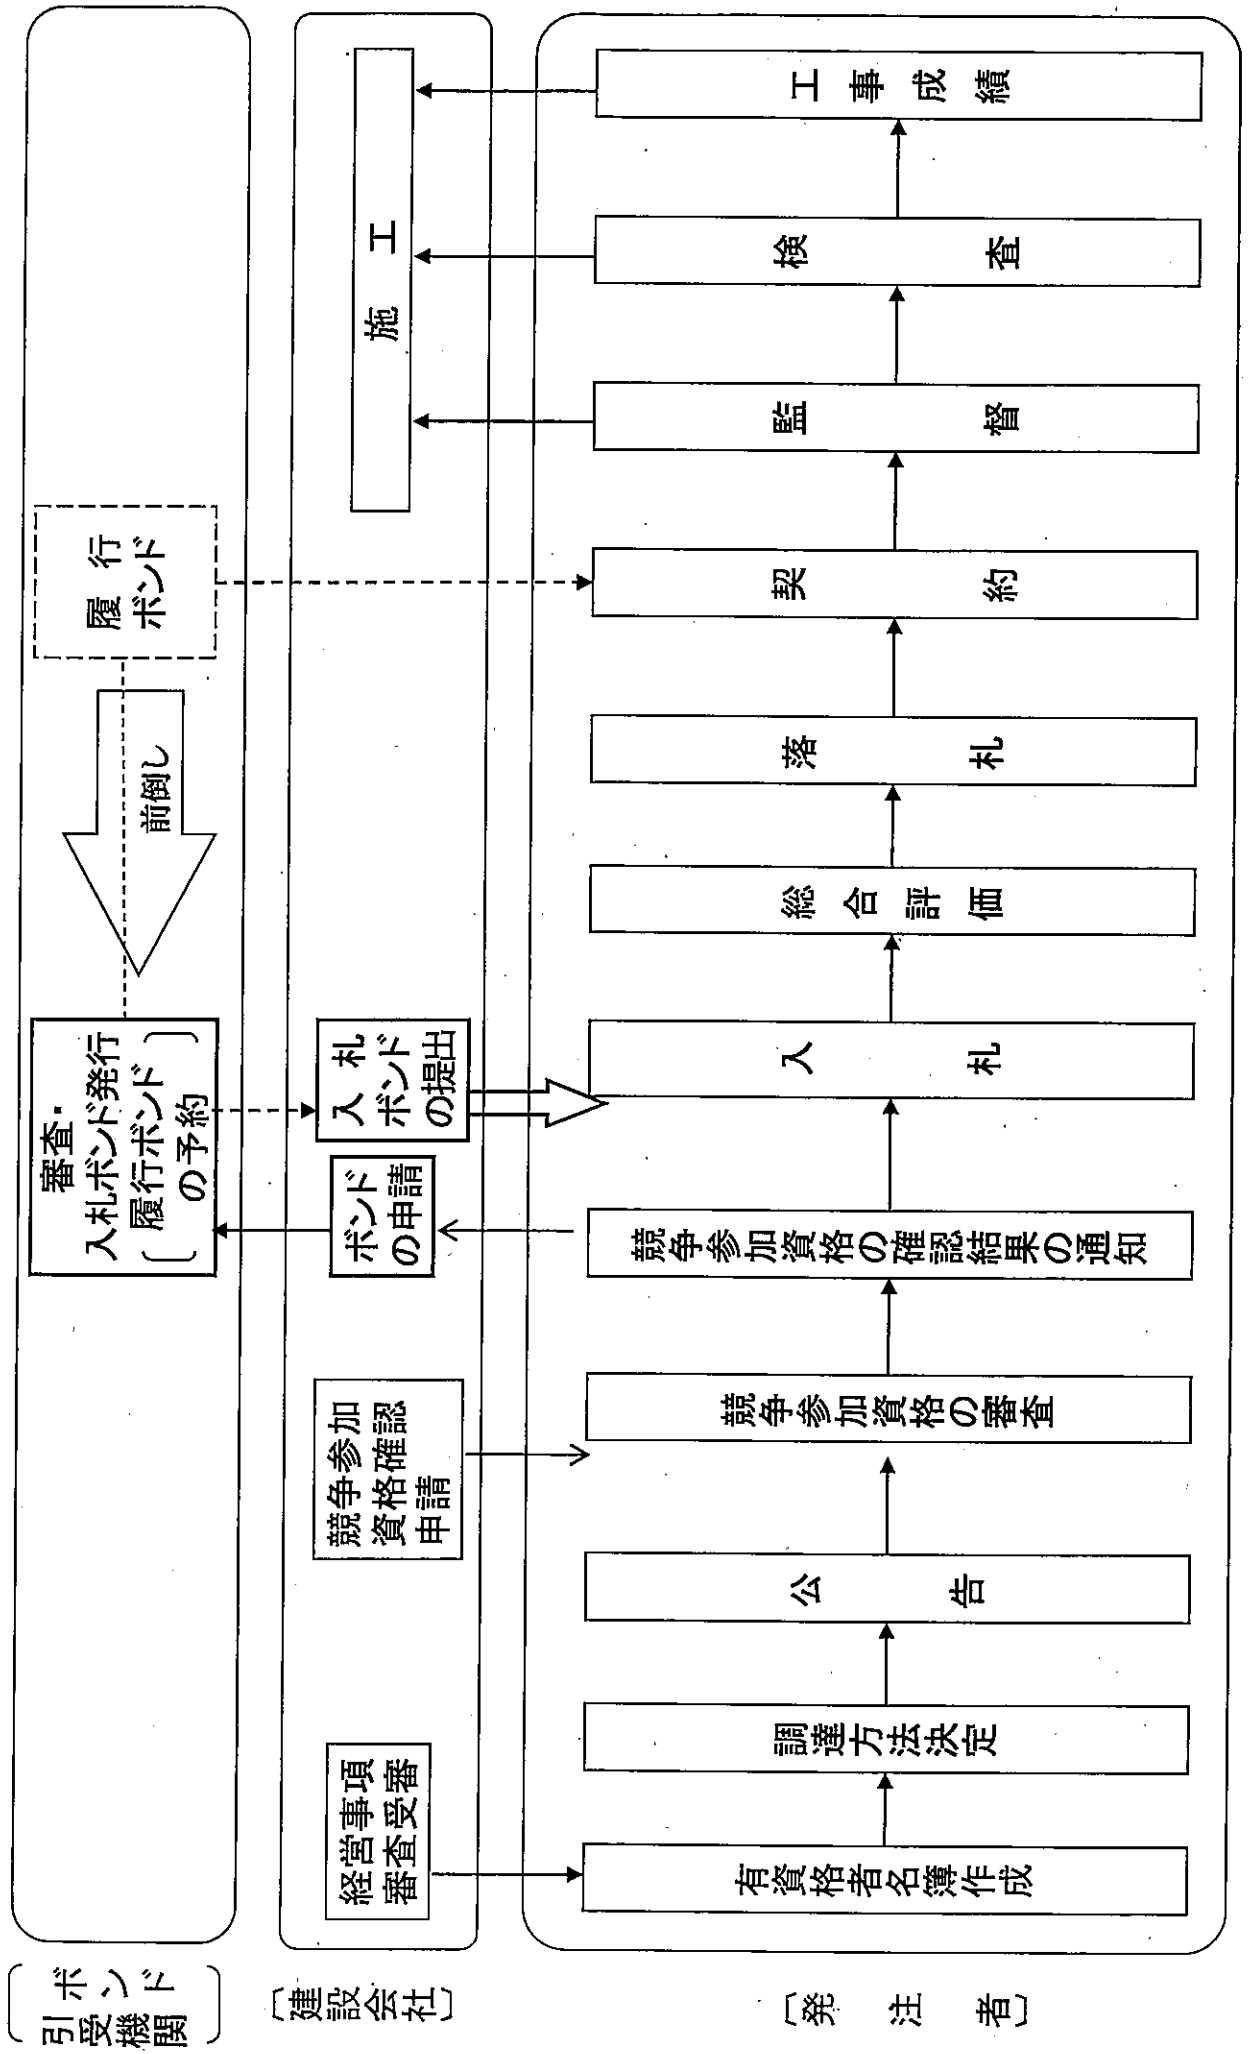 〔ボンド
引受機関〕
審査・
入札ボンド発行
〔履行ボンド
の予約〕
前倒し
履行
ボンド
〔建設会社〕
経営事項
審査受審
競争参加
資格確認
申請
ボンド
の申請
入札
ボンド
の提出
施工
〔発注者〕
有資格者名簿作成
調達方法決定
公告
競争参加資格の審査
競争参加資格の確認結果の通知
入札
総合評価
落札
契約
監督
検査
工事成績